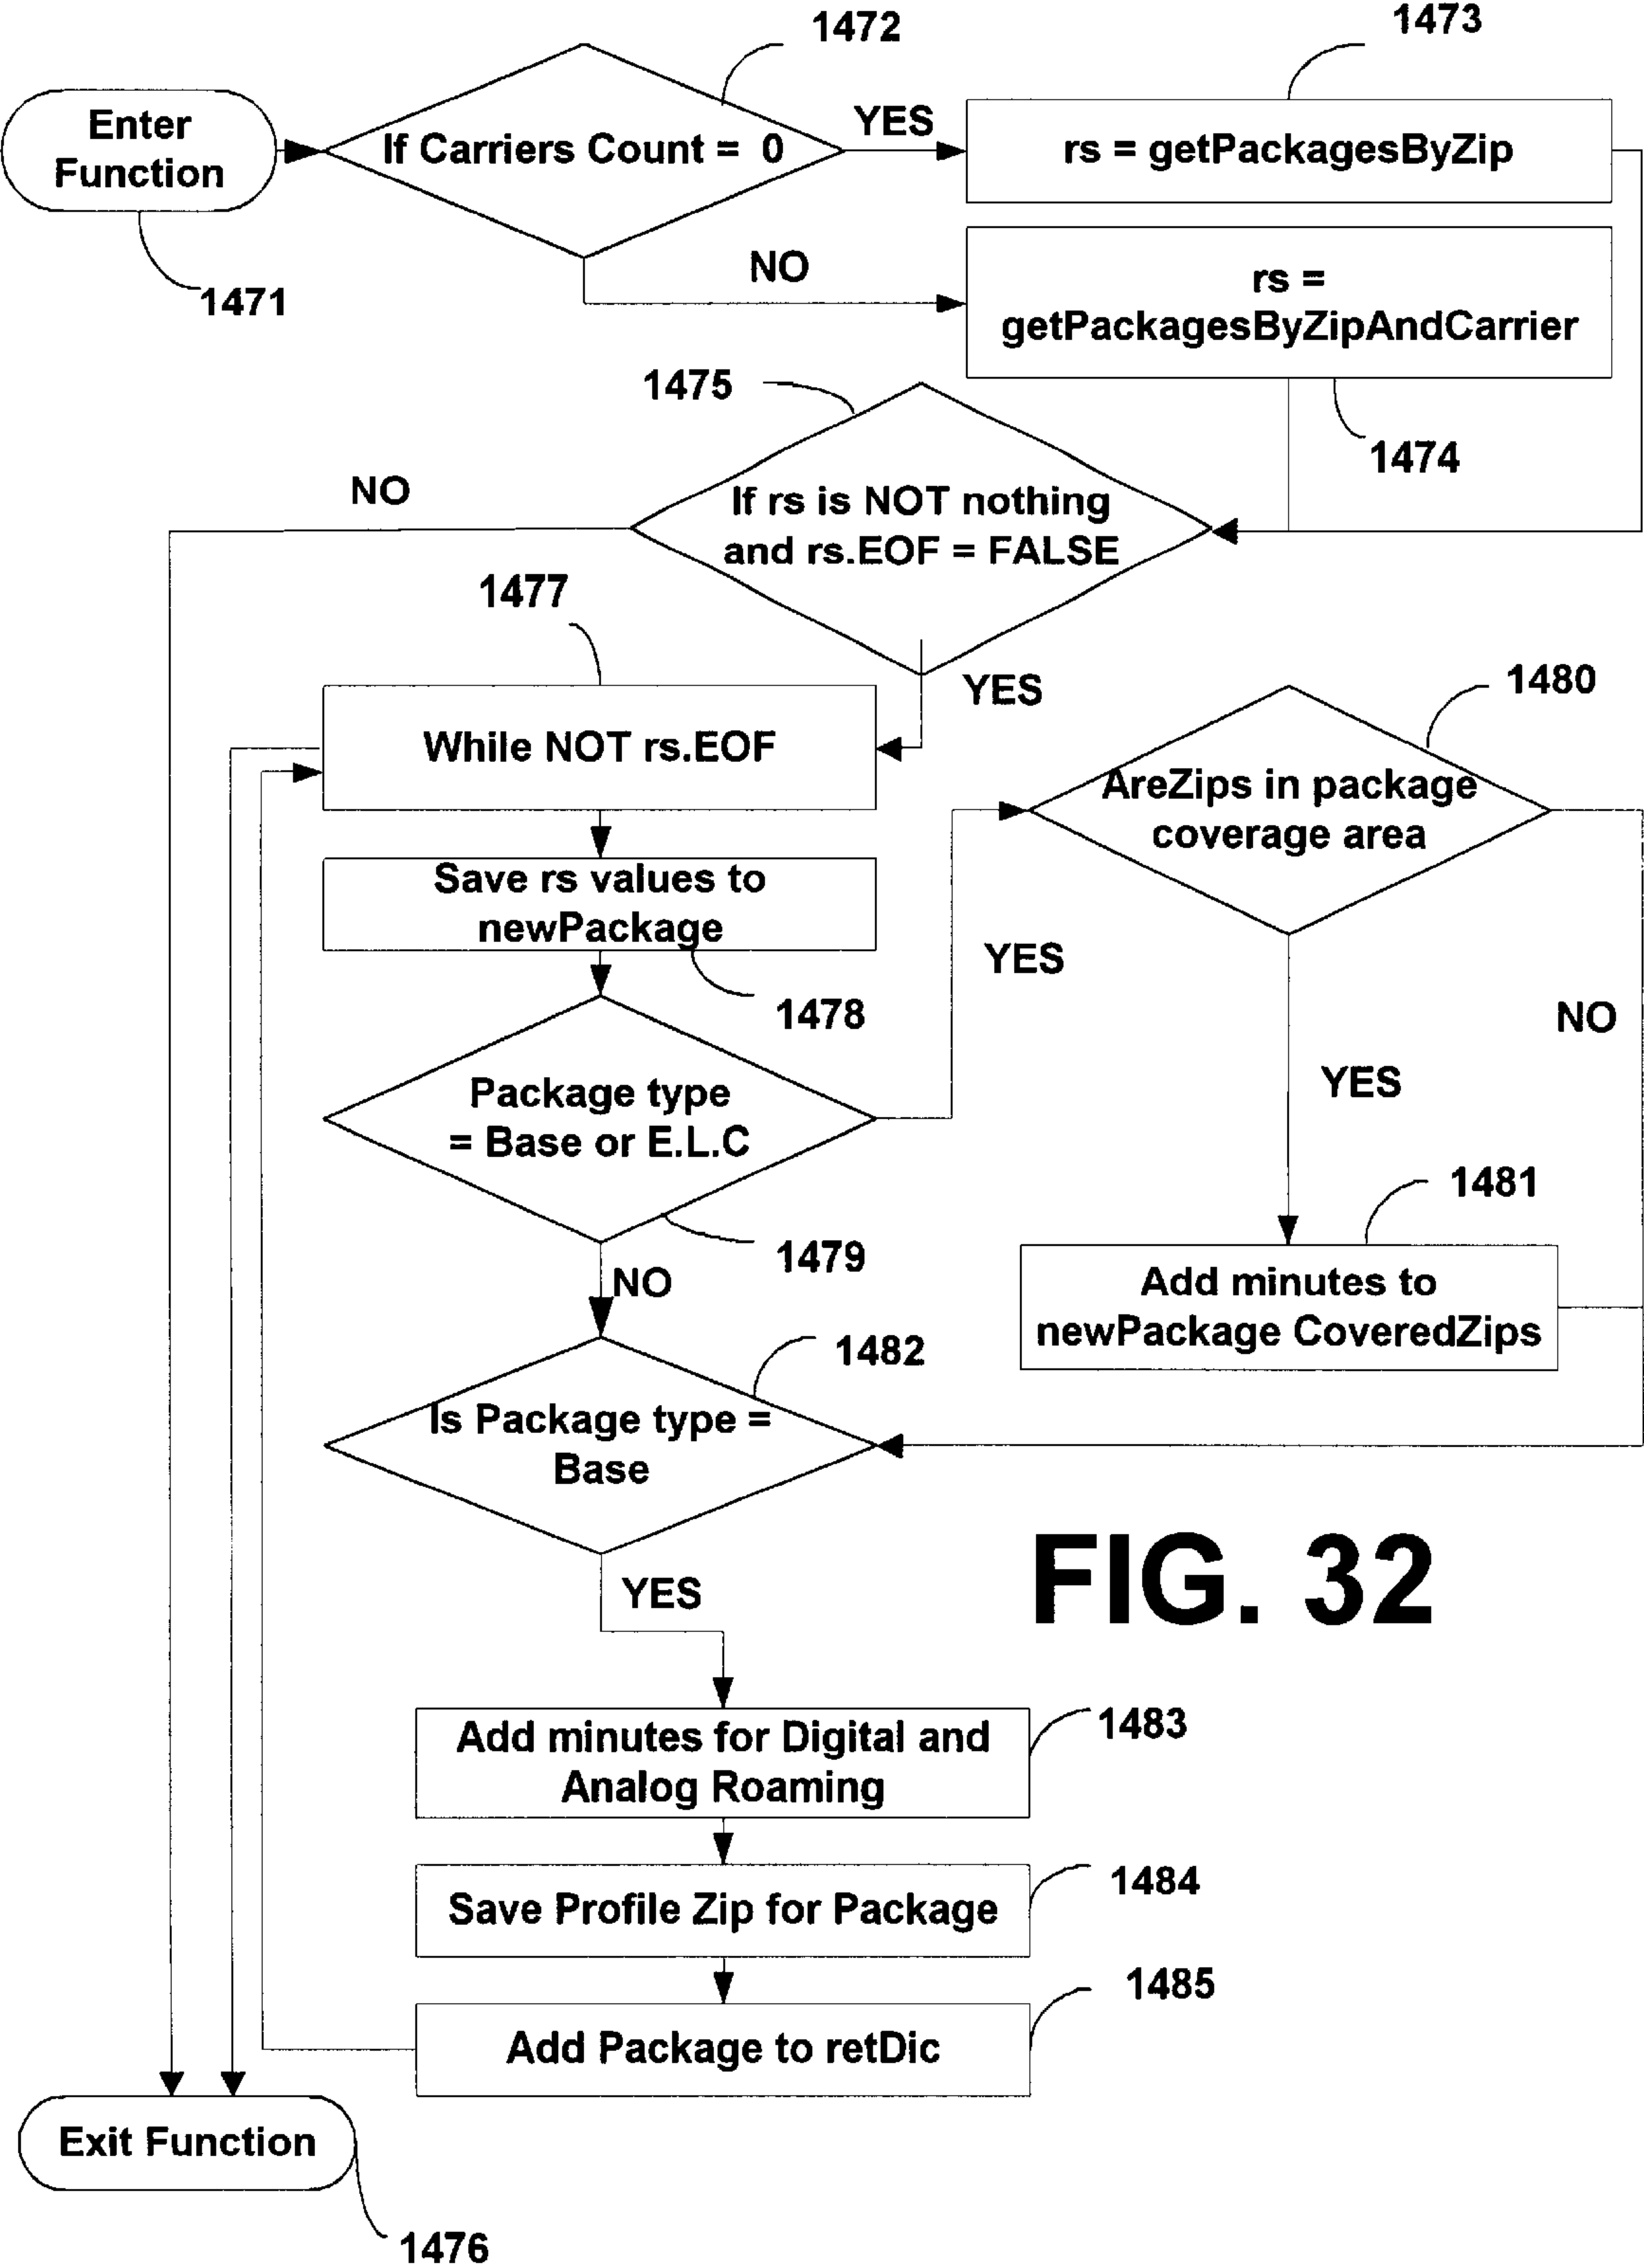 1472
1473
Enter
Function
If Carriers Count = 0
YES
rs = getPackagesByZip
1471
NO
rs =
getPackagesByZipAndCarrier
1475
1474
NO
If rs is NOT nothing
and rs.EOF = FALSE
1477
YES
1480
While NOT rs.EOF
AreZips in package
coverage area
Save rs values to
newPackage
YES
1478
NO
Package type
= Base or E.L.C
YES
1479
1481
NO
Add minutes to
newPackage CoveredZips
1482
Is Package type =
Base
FIG. 32
YES
Add minutes for Digital and
Analog Roaming
1483
Save Profile Zip for Package
1484
Add Package to retDic
1485
Exit Function
1476